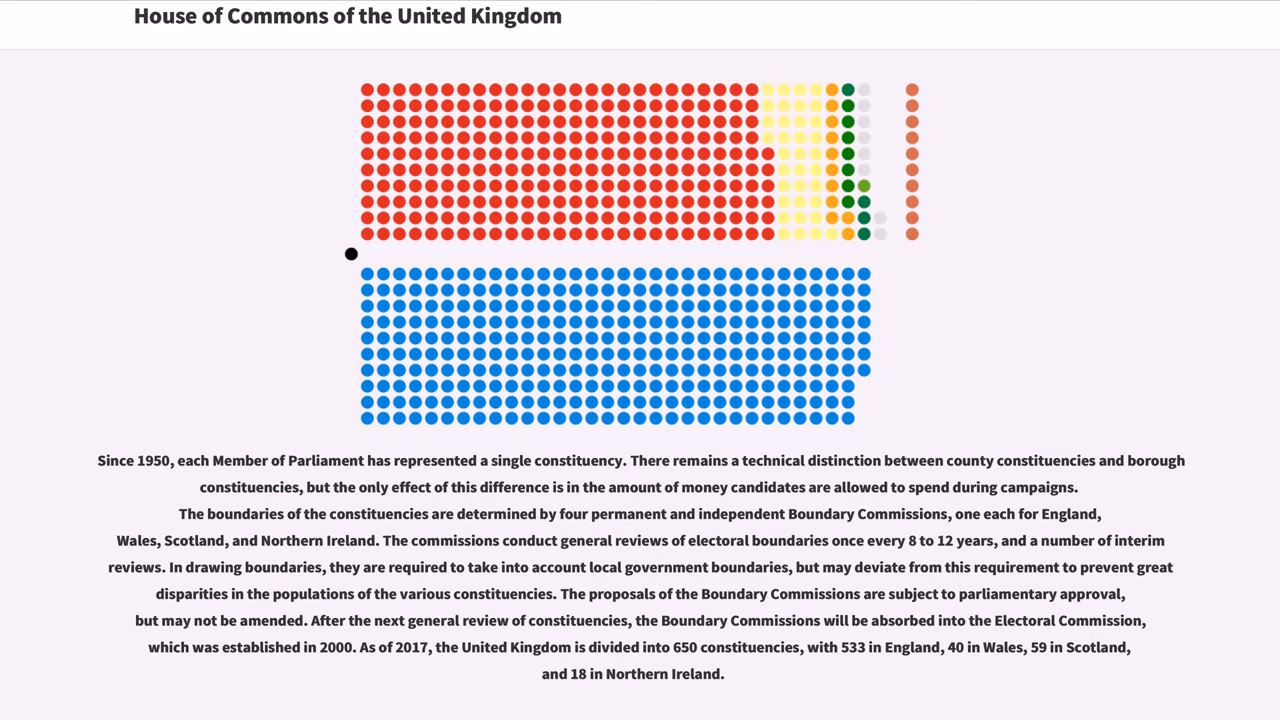 House of Commons of the United Kingdom
Since 1950, each Member of Parliament has represented a single constituency. There remains a technical distinction between county constituencies and borough
constituencies, but the only effect of this difference is in the amount of money candidates are allowed to spend during campaigns.
The boundaries of the constituencies are determined by four permanent and independent Boundary Commissions, one each for England,
Wales, Scotland, and Northern Ireland. The commissions conduct general reviews of electoral boundaries once every 8 to 12 years, and a number of interim
reviews. In drawing boundaries, they are required to take into account local government boundaries, but may deviate from this requirement to prevent great
disparities in the populations of the various constituencies. The proposals of the Boundary Commissions are subject to parliamentary approval,
but may not be amended. After the next general review of constituencies, the Boundary Commissions will be absorbed into the Electoral Commission,
which was established in 2000. As of 2017, the United Kingdom is divided into 650 constituencies, with 533 in England, 40 in Wales, 59 in Scotland,
and 18 in Northern Ireland.